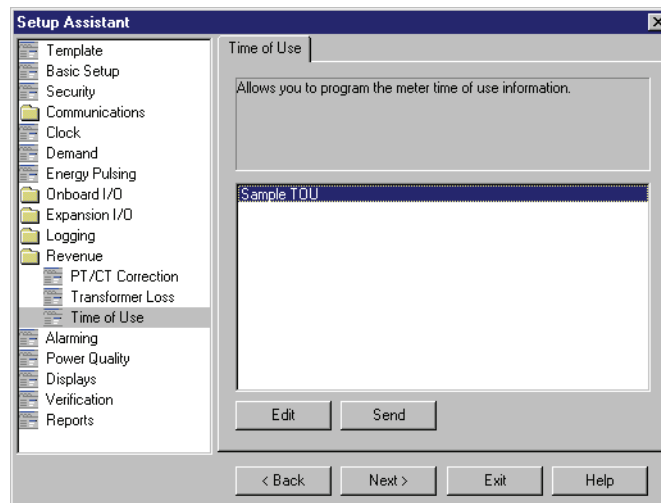 Setup Assistant
Template
Basic Setup
Security
Communications
Clock
Demand
Energy Pulsing
Onboard I/O
Expansion I/O
Logging
Revenue
PT/CT Correction
Transformer Loss
Time of Use
Alarming
Power Quality
Displays
Verification
Reports
Time of Use
Allows you to program the meter time of use information.
Sample TOU
Edit Send
< Back Next > Exit Help